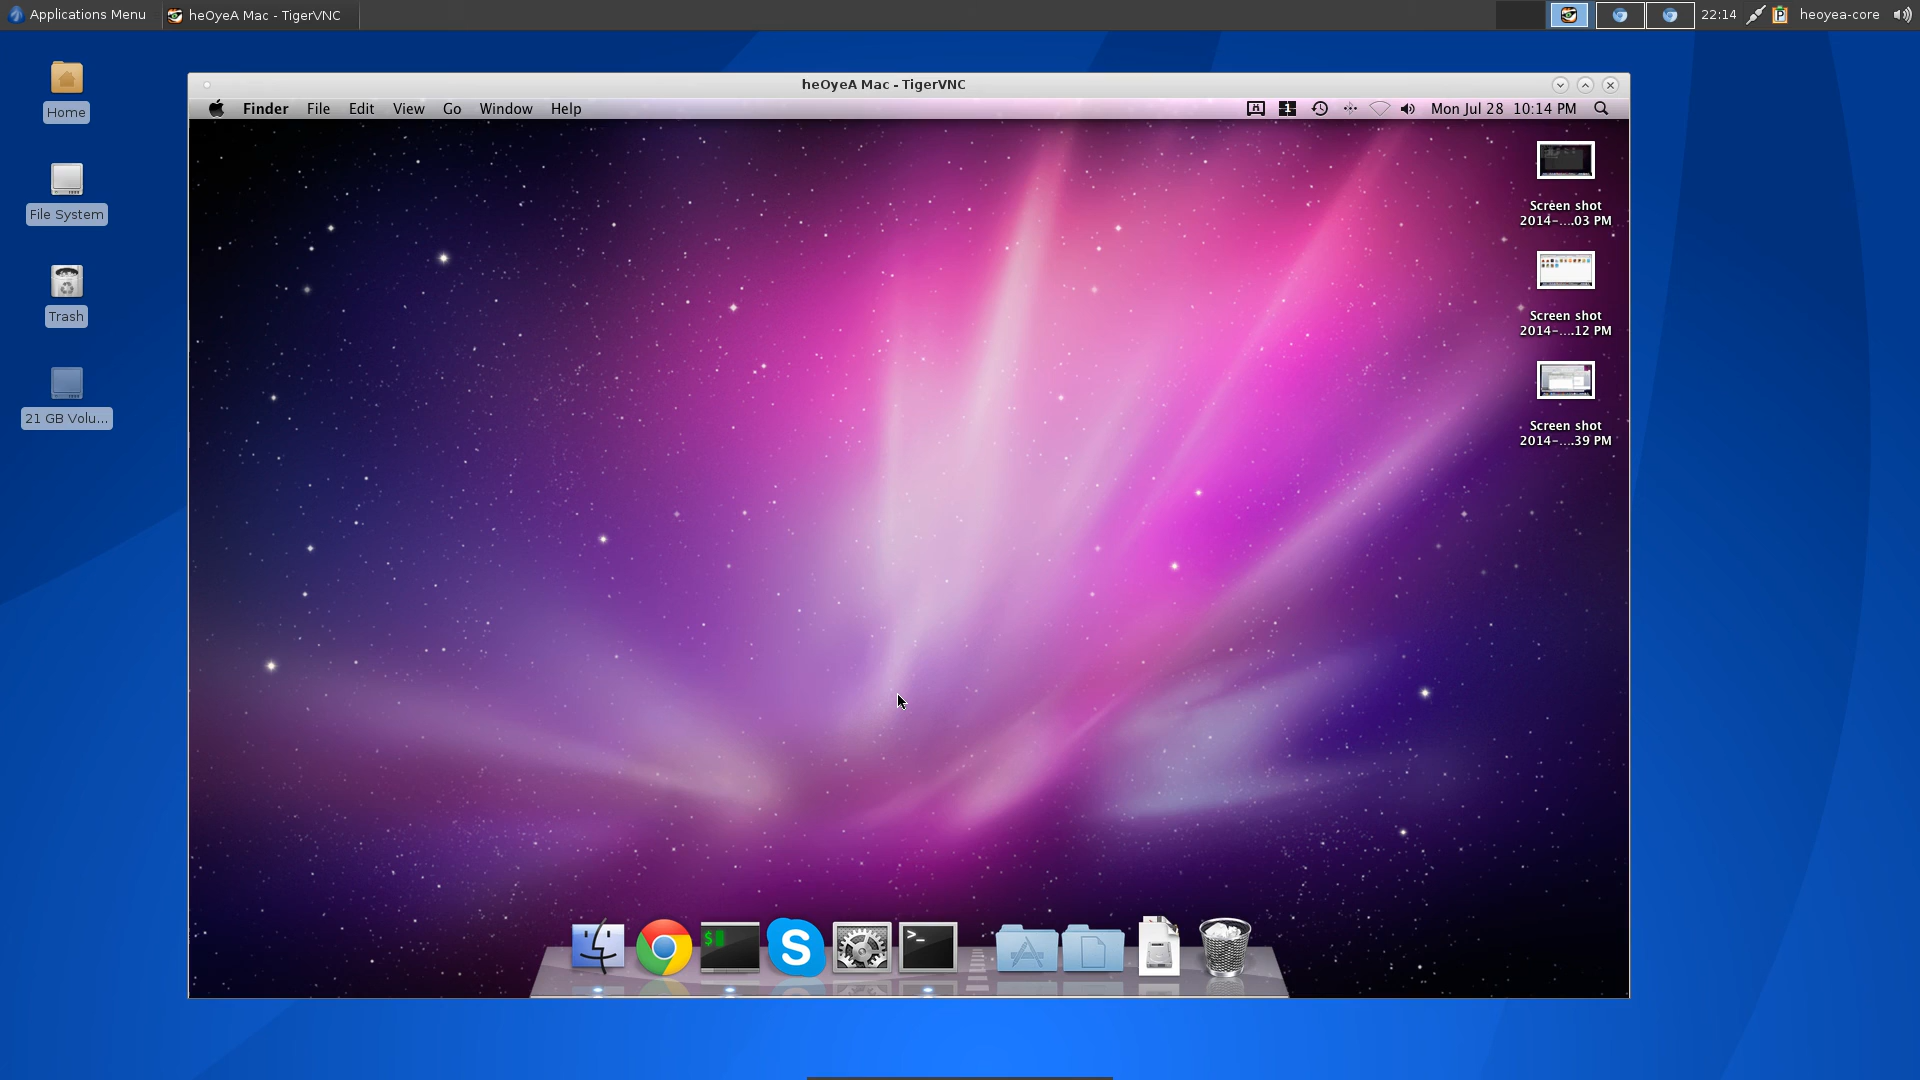 Applications Menu heOyeA Mac - TigerVNC 22:14 heoyea-core
Home
File System
Trash
21 GB Volu...
heOyeA Mac - TigerVNC
Finder File Edit View Go Window Help 1 Mon Jul 28 10:14 PM
Screen shot
2014-....03 PM
Screen shot
2014-....12 PM
Screen shot
2014-....39 PM
$
S
>_